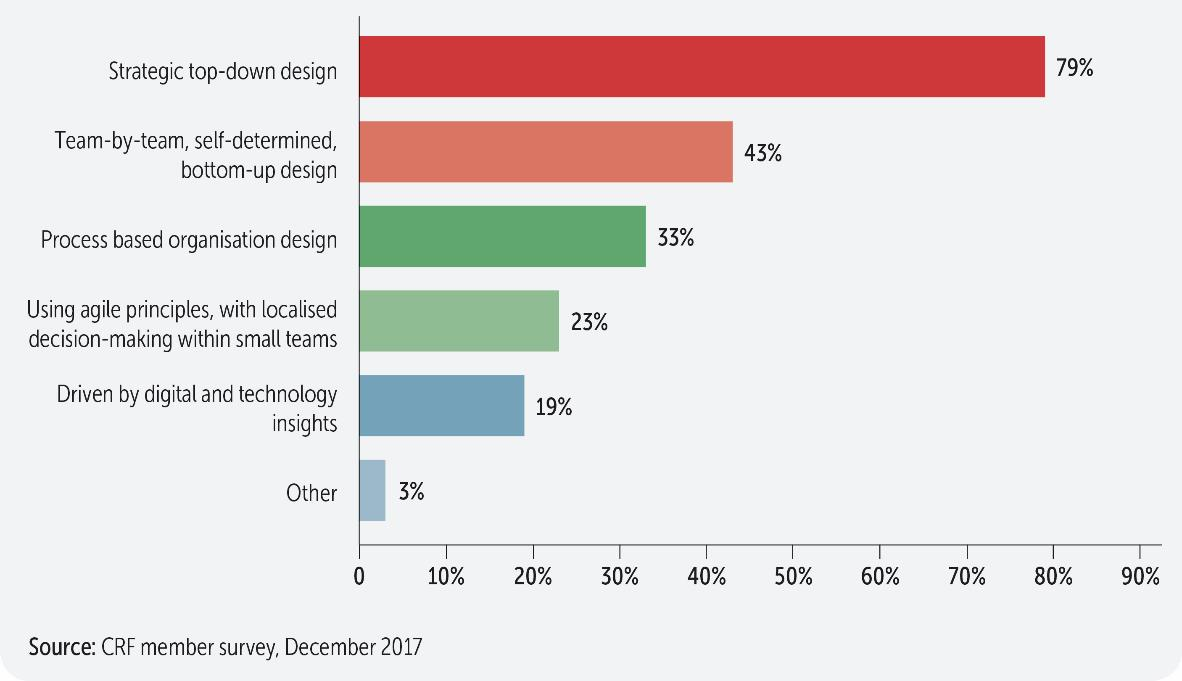 Strategic top-down design
79%
Team-by-team, self-determined,
bottom-up design
43%
Process based organisation design
33%
Using agile principles, with localised
decision-making within small teams
23%
Driven by digital and technology
insights
19%
Other
3%
0 10% 20% 30% 40% 50% 60% 70% 80% 90%
Source: CRF member survey, December 2017